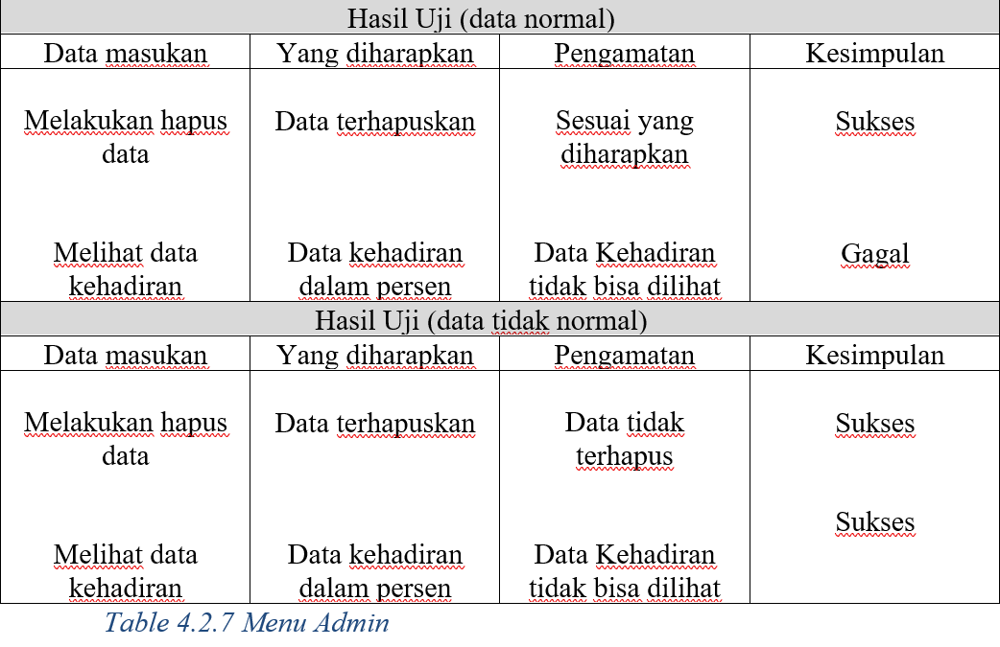 Hasil Uji (data normal)
Data masukan Yang diharapkan Pengamatan Kesimpulan
Melakukan hapus data Data terhapuskan Sesuai yang diharapkan Sukses
Melihat data kehadiran Data kehadiran dalam persen Data Kehadiran tidak bisa dilihat Gagal
Hasil Uji (data tidak normal)
Data masukan Yang diharapkan Pengamatan Kesimpulan
Melakukan hapus data Data terhapuskan Data tidak terhapus Sukses
Melihat data kehadiran Data kehadiran dalam persen Data Kehadiran tidak bisa dilihat Sukses
Table 4.2.7 Menu Admin